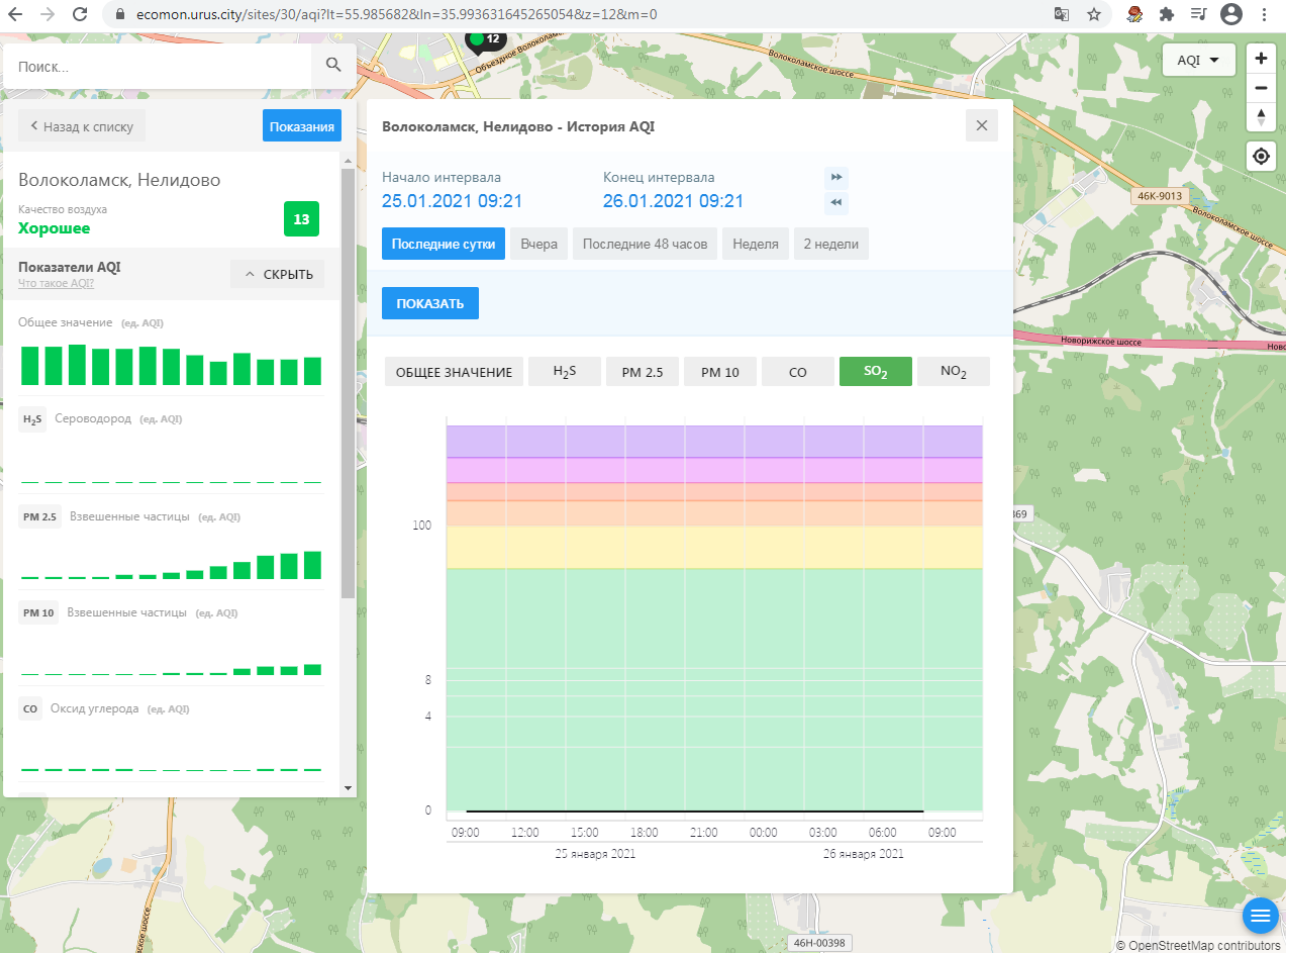 ecomon.urus.city/sites/30/aqi?lt=55.985682&ln=35.993631645265054&z=12&m=0
12
Объездное Волоколамск
Волоколамское шоссе
Поиск...
AQI
Назад к списку
Показания
Волоколамск, Нелидово - История AQI
Волоколамск, Нелидово
Качество воздуха
Хорошее
13
Начало интервала
Конец интервала
25.01.2021 09:21
26.01.2021 09:21
46К-9013
Волоколамское шоссе
Последние сутки
Вчера
Последние 48 часов
Неделя
2 недели
Показатели AQI
Что такое AQI?
СКРЫТЬ
ПОКАЗАТЬ
Общее значение (ед. AQI)
Новорижское шоссе
Ново
ОБЩЕЕ ЗНАЧЕНИЕ
H₂S
PM 2.5
PM 10
CO
SO₂
NO₂
H₂S Сероводород (ед. AQI)
PM 2.5 Взвешенные частицы (ед. AQI)
100
369
PM 10 Взвешенные частицы (ед. AQI)
8
CO Оксид углерода (ед. AQI)
4
0
09:00 12:00 15:00 18:00 21:00 00:00 03:00 06:00 09:00
25 января 2021
26 января 2021
46Н-00398
© OpenStreetMap contributors